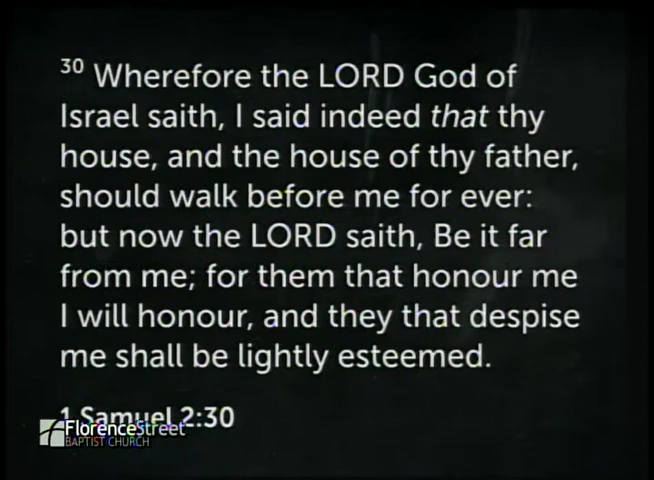 30 Wherefore the LORD God of
Israel saith, I said indeed that thy
house, and the house of thy father,
should walk before me for ever:
but now the LORD saith, Be it far
from me; for them that honour me
I will honour, and they that despise
me shall be lightly esteemed.
1 Samuel 2:30
FlorenceStreet
BAPTIST CHURCH